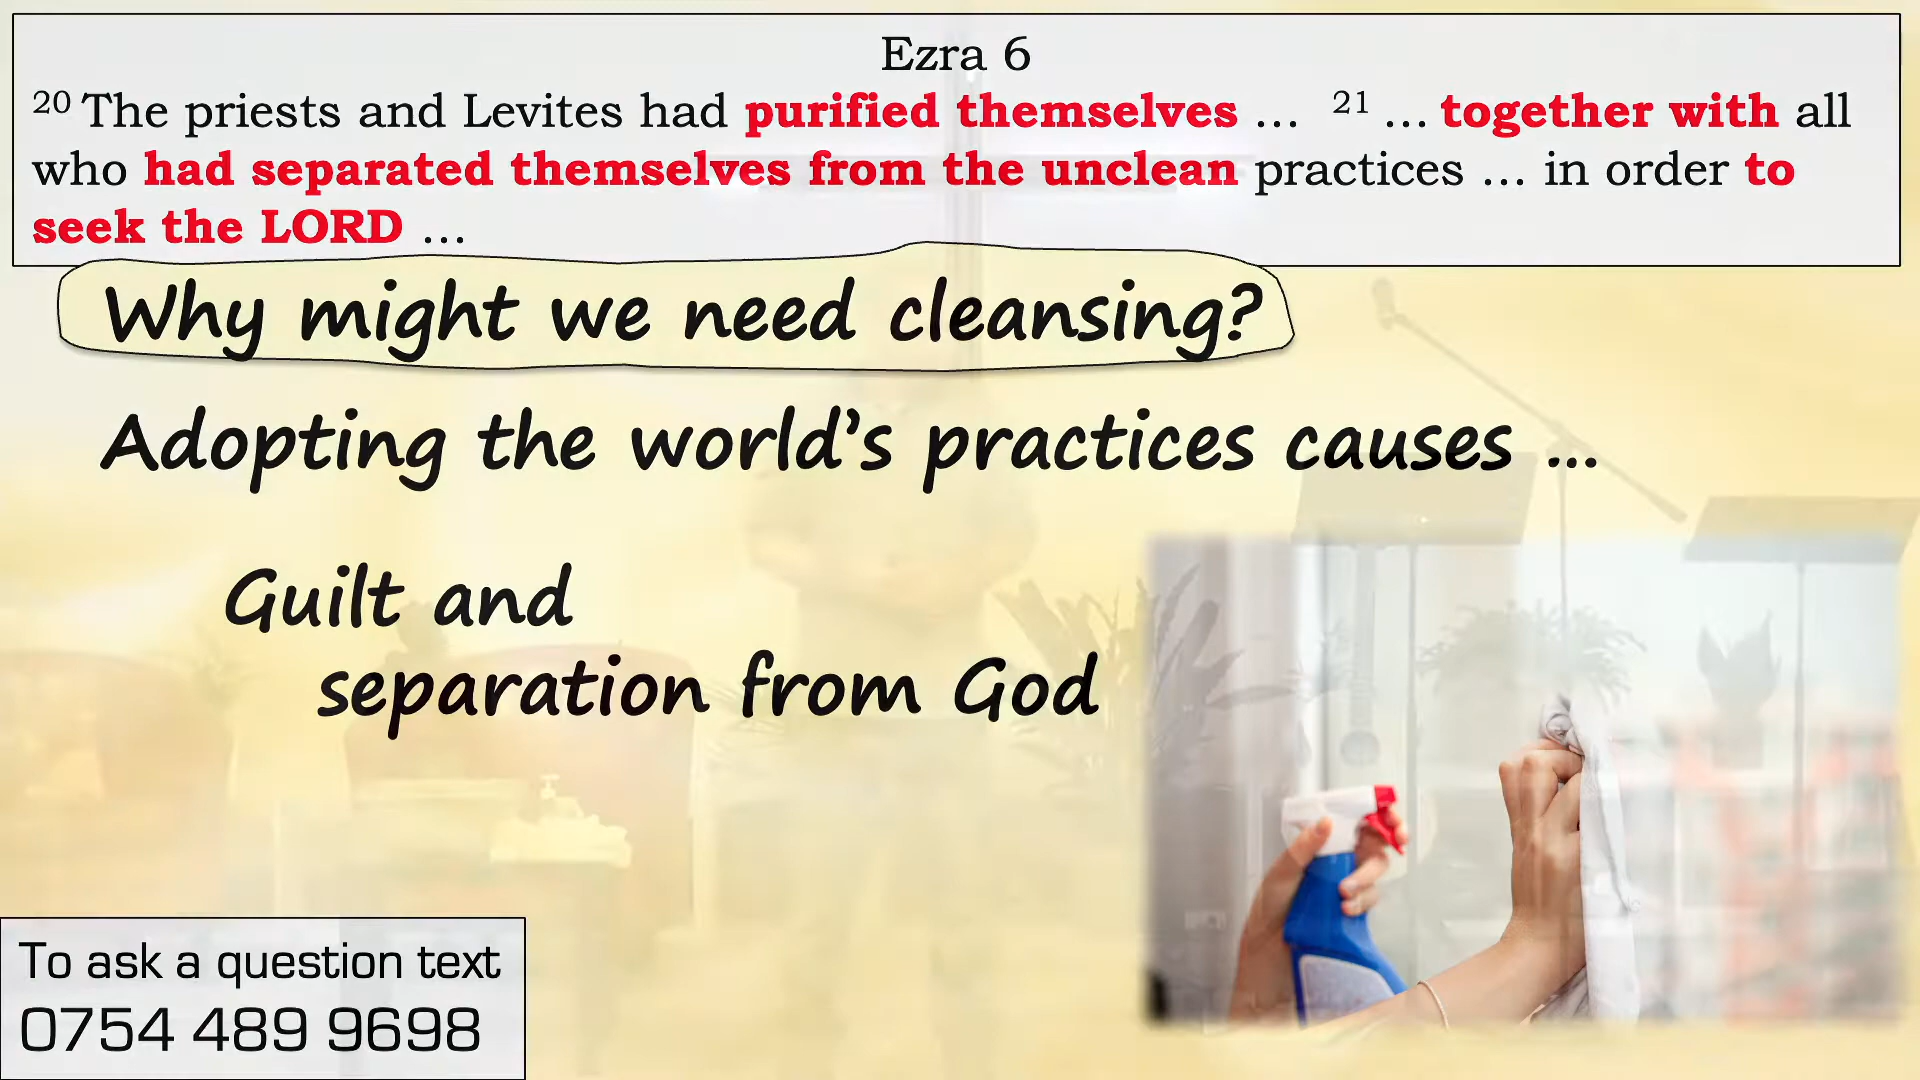 Ezra 6
20 The priests and Levites had purified themselves … 21 … together with all
who had separated themselves from the unclean practices … in order to
seek the LORD …
Why might we need cleansing?
Adopting the world’s practices causes …
Guilt and
separation from God
To ask a question text
0754 489 9698